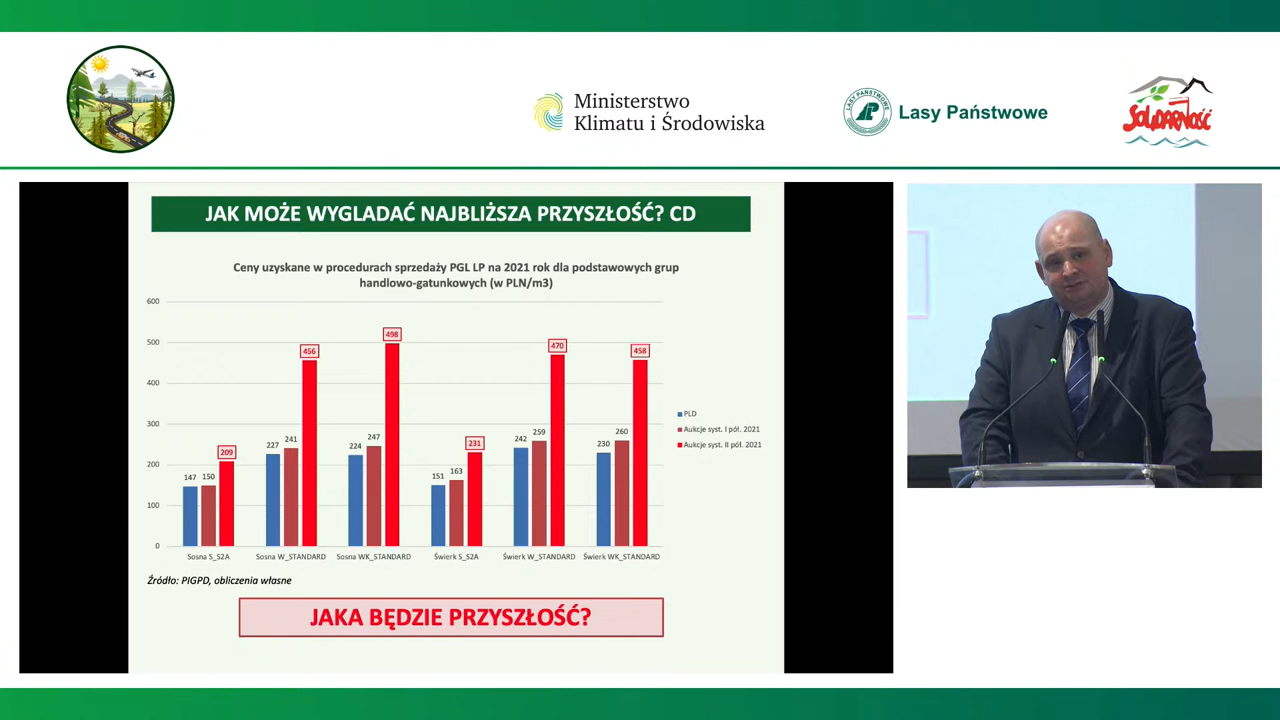 Ministerstwo
Klimatu i Środowiska
LASY PAŃSTWOWE
Lasy Państwowe
SOLIDARNOŚĆ
JAK MOŻE WYGLADAĆ NAJBLIŻSZA PRZYSZŁOŚĆ? CD
Ceny uzyskane w procedurach sprzedaży PGL LP na 2021 rok dla podstawowych grup
handlowo-gatunkowych (w PLN/m3)
600
500
400
300
200
100
0
147 150 209
227 241 456
224 247 498
151 163 231
242 259 470
230 260 458
Sosna S_S2A Sosna W_STANDARD Sosna WK_STANDARD Świerk S_S2A Świerk W_STANDARD Świerk WK_STANDARD
PLD
Aukcje syst. I pół. 2021
Aukcje syst. II pół. 2021
Źródło: PIGPD, obliczenia własne
JAKA BĘDZIE PRZYSZŁOŚĆ?